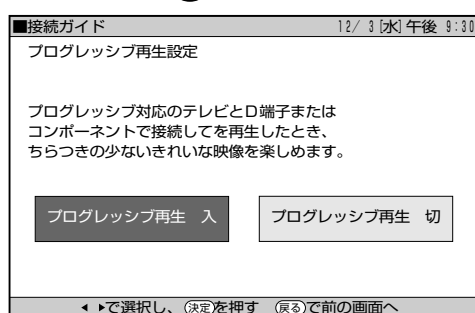 ■接続ガイド 12/ 3[水]午後 9:30
プログレッシブ再生設定
プログレッシブ対応のテレビとD端子または
コンポーネントで接続してを再生したとき、
ちらつきの少ないきれいな映像を楽しめます。
プログレッシブ再生 入 プログレッシブ再生 切
◀ ▶で選択し、決定を押す 戻るで前の画面へ